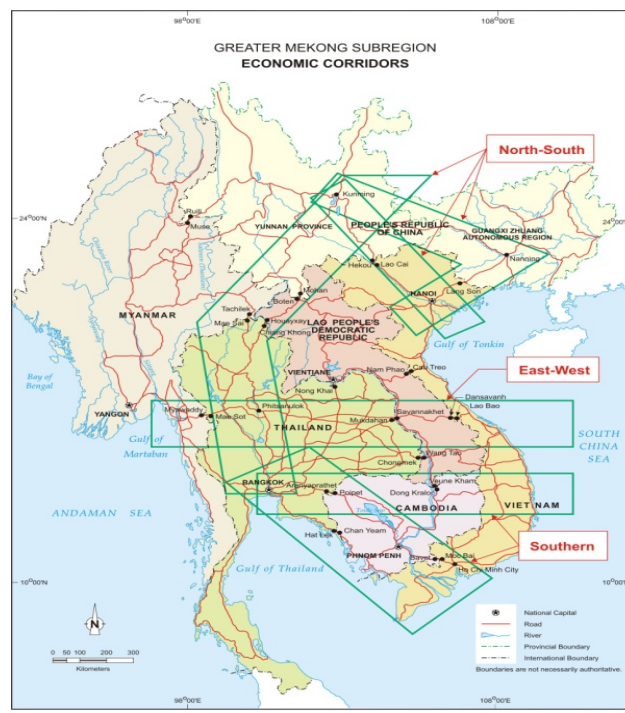 98°00'E
108°00'E
GREATER MEKONG SUBREGION
ECONOMIC CORRIDORS
North-South
Kunming
24°00'N
24°00'N
Ruili
Muse
YUNNAN PROVINCE
PEOPLE'S REPUBLIC
OF CHINA
GUANGXI ZHUANG
AUTONOMOUS REGION
Nanning
Hekou
Lao Cai
Lang Son
HANOI
Mohan
Boten
MYANMAR
Tachilek
Mae Sai
Houayxay
Chiang Khong
LAO PEOPLE'S
DEMOCRATIC
REPUBLIC
Gulf of Tonkin
Bay of
Bengal
VIENTIANE
Nong Khai
Nam Phao
Cau Treo
East-West
Dansavanh
Lao Bao
YANGON
Myawaddy
Mae Sot
Phitsanulok
THAILAND
Mukdahan
Savannakhet
Gulf of
Martaban
SOUTH
CHINA
SEA
Chongmek
Wang Tao
BANGKOK
Aranyaprathet
Poipet
Dong Kralor
CAMBODIA
VIET NAM
ANDAMAN SEA
Hat Lek
Chan Yeam
PHNOM PENH
Bavet
Moc Bai
Ho Chi Minh City
Southern
Gulf of Thailand
10°00'N
10°00'N
N
0 50 100 200 300
Kilometers
National Capital
Road
River
Provincial Boundary
International Boundary
Boundaries are not necessarily authoritative.
98°00'E
108°00'E